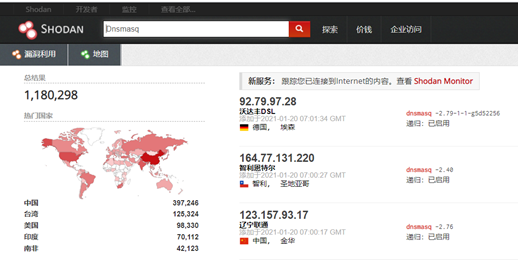 Shodan 开发者 监控 查看全部...
SHODAN Dnsmasq 探索 价钱 企业访问
漏洞利用 地图
总结果
1,180,298
热门国家
中国 397,246
台湾 125,324
美国 98,330
印度 70,112
南非 42,123
新服务： 跟踪您已连接到Internet的内容。查看 Shodan Monitor
92.79.97.28
沃达丰DSL
添加于2021-01-20 07:01:34 GMT
德国， 埃森
dnsmasq -2.79-1-1-g5d52256
递归：已启用
164.77.131.220
智利恩特尔
添加于2021-01-20 07:00:16 GMT
智利， 圣地亚哥
dnsmasq -2.40
递归：已启用
123.157.93.17
辽宁联通
添加于2021-01-20 07:00:17 GMT
中国， 金华
dnsmasq -2.76
递归：已启用